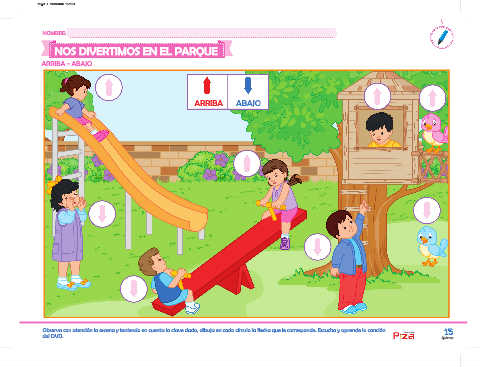 NOMBRE:
NOS DIVERTIMOS EN EL PARQUE
ARRIBA - ABAJO
ARRIBA ABAJO
Observa con atención la escena y teniendo en cuenta la clave dada, dibuja en cada círculo la flecha que le corresponde. Escucha y aprende la canción
del DVD.
15